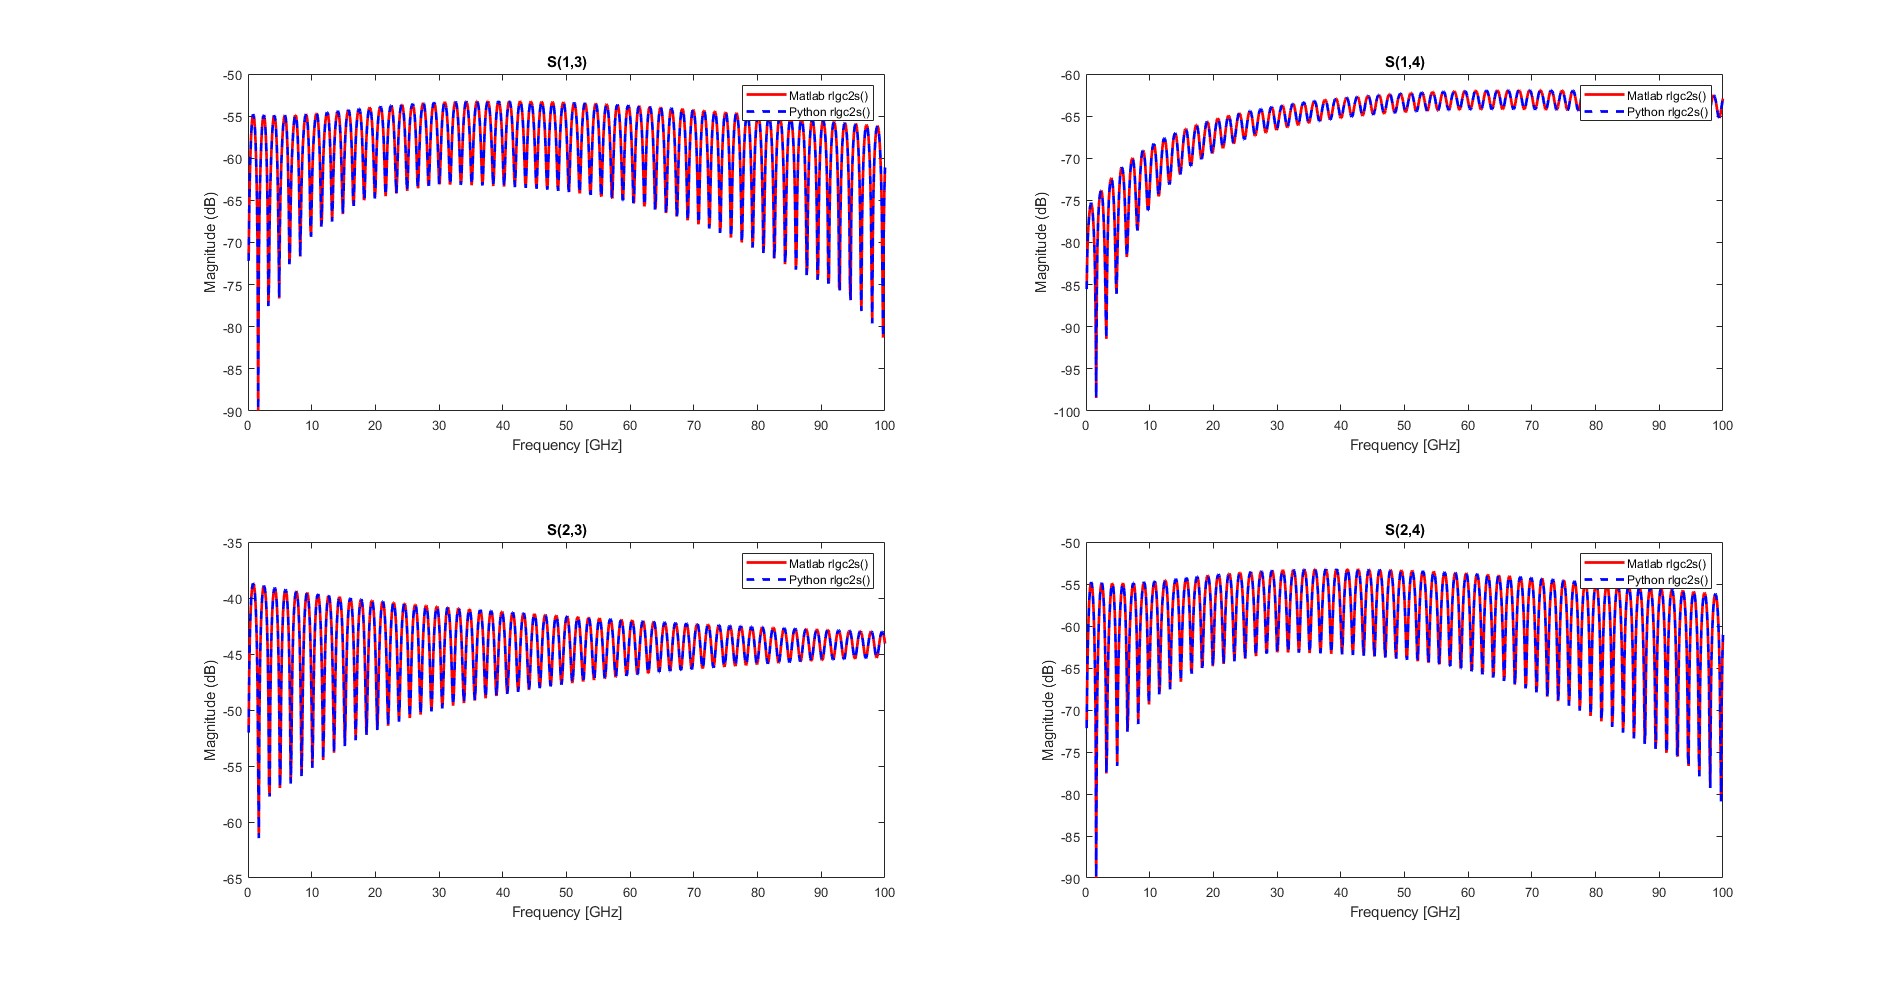 S(1,3)
-50
-55
-60
-65
-70
-75
-80
-85
-90
Magnitude (dB)
Matlab rlgc2s()
Python rlgc2s()
0 10 20 30 40 50 60 70 80 90 100
Frequency [GHz]
S(1,4)
-60
-65
-70
-75
-80
-85
-90
-95
-100
Magnitude (dB)
Matlab rlgc2s()
Python rlgc2s()
0 10 20 30 40 50 60 70 80 90 100
Frequency [GHz]
S(2,3)
-35
-40
-45
-50
-55
-60
-65
Magnitude (dB)
Matlab rlgc2s()
Python rlgc2s()
0 10 20 30 40 50 60 70 80 90 100
Frequency [GHz]
S(2,4)
-50
-55
-60
-65
-70
-75
-80
-85
-90
Magnitude (dB)
Matlab rlgc2s()
Python rlgc2s()
0 10 20 30 40 50 60 70 80 90 100
Frequency [GHz]